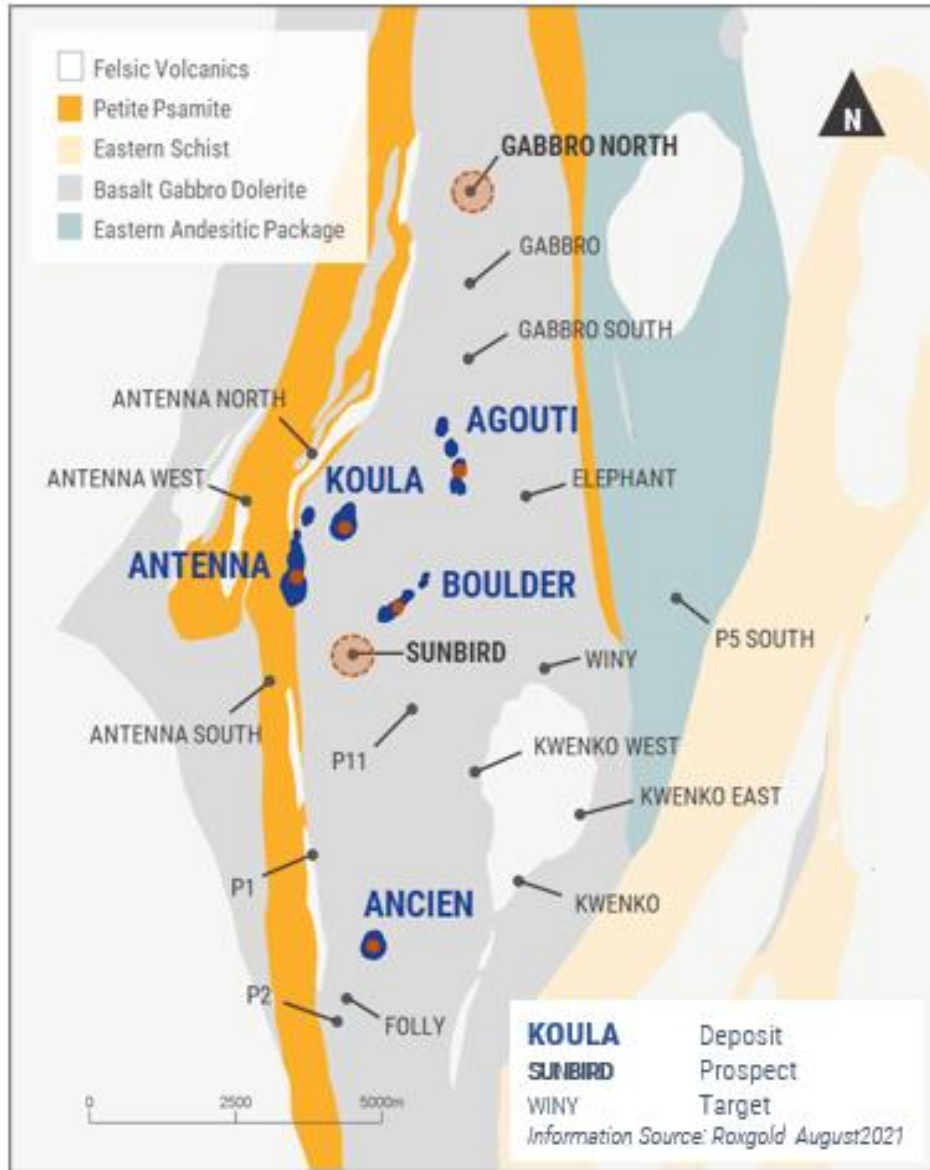 Felsic Volcanics
Petite Psamite
Eastern Schist
Basalt Gabbro Dolerite
Eastern Andesitic Package
N
GABBRO NORTH
GABBRO
GABBRO SOUTH
ANTENNA NORTH
AGOUTI
ANTENNA WEST
KOULA
ELEPHANT
ANTENNA
BOULDER
P5 SOUTH
SUNBIRD
WINY
ANTENNA SOUTH
P11
KWENKO WEST
KWENKO EAST
P1
ANCIEN
KWENKO
P2
FOLLY
0 2500 5000m
KOULA Deposit
SUNBIRD Prospect
WINY Target
Information Source: Roxgold August2021